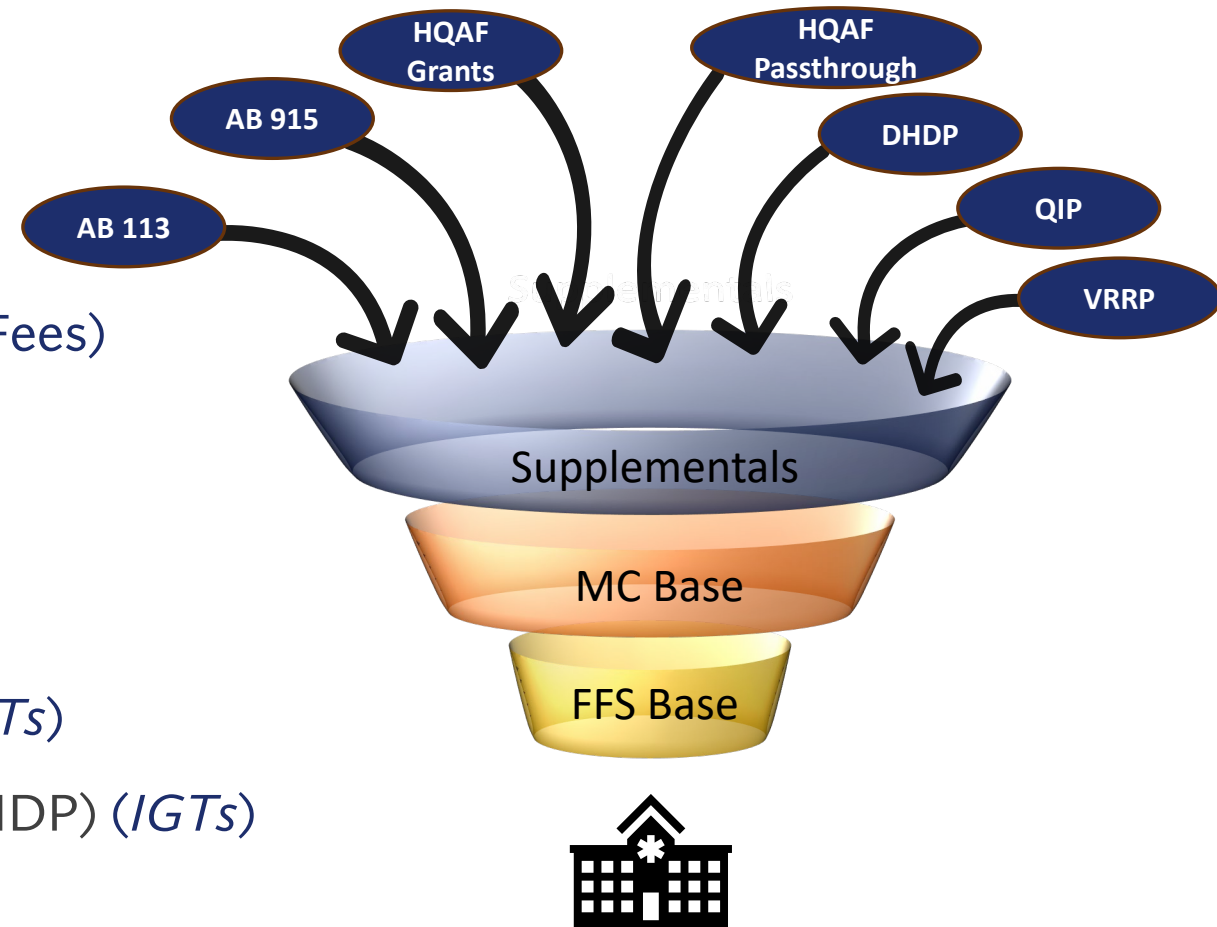 HQAF
Grants
HQAF
Passthrough
AB 915
DHDP
QIP
AB 113
VRRP
Supplementals
Fees)
Supplementals
MC Base
FFS Base
Ts)
IDP) (IGTs)